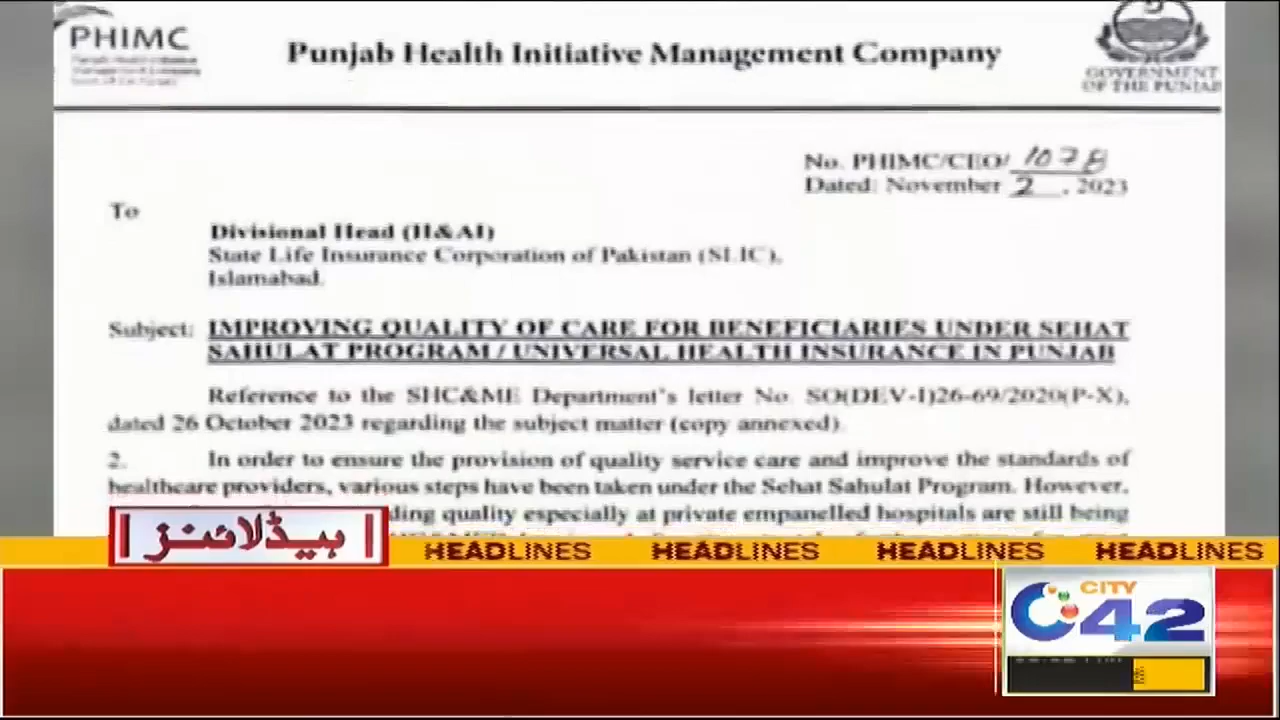 PHIMC
Punjab Health Initiative Management Company
GOVERNMENT
OF THE PUNJAB
No. PHIMC/CEO/ 1078
Dated: November 2, 2023
To
Divisional Head (H&AI)
State Life Insurance Corporation of Pakistan (SLIC),
Islamabad.
Subject: IMPROVING QUALITY OF CARE FOR BENEFICIARIES UNDER SEHAT
SAHULAT PROGRAM / UNIVERSAL HEALTH INSURANCE IN PUNJAB
Reference to the SHC&ME Department's letter No. SO(DEV-I)26-69/2020(P-X),
dated 26 October 2023 regarding the subject matter (copy annexed).
2. In order to ensure the provision of quality service care and improve the standards of
healthcare providers, various steps have been taken under the Sehat Sahulat Program. However,
quality especially at private empanelled hospitals are still being
ہیڈلائنز
HEADLINES HEADLINES HEADLINES HEADLINES
CITY
42